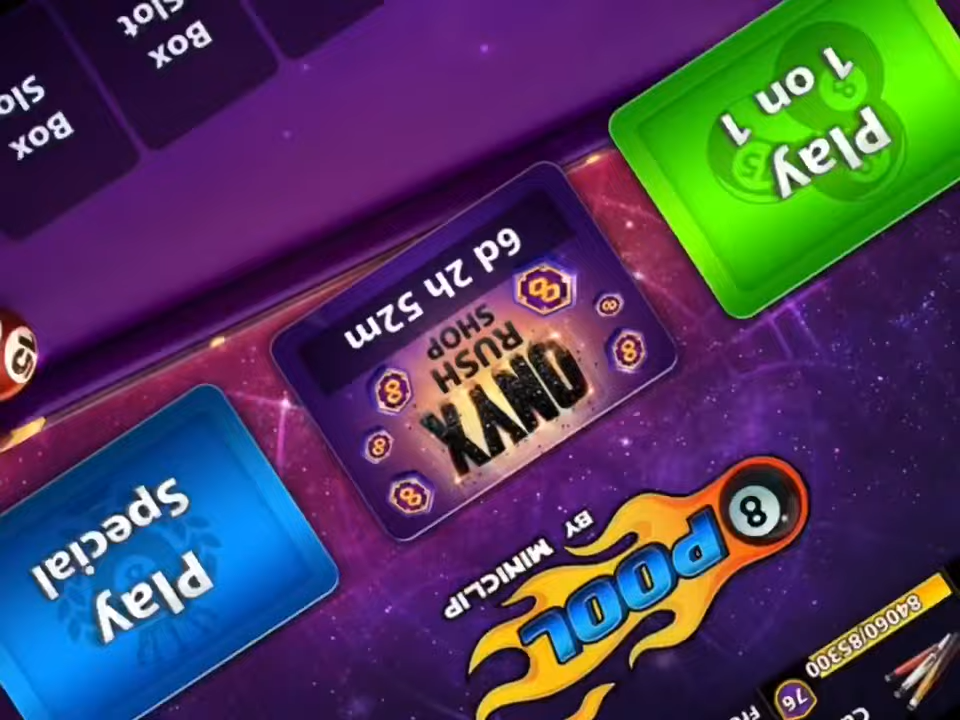 76
84060/85300
8
POOL
BY MINICLIP
Play
1 on 1
ONYX
RUSH
SHOP
6d 2h 52m
Play
Special
Box
Slot
Box
Slot
15